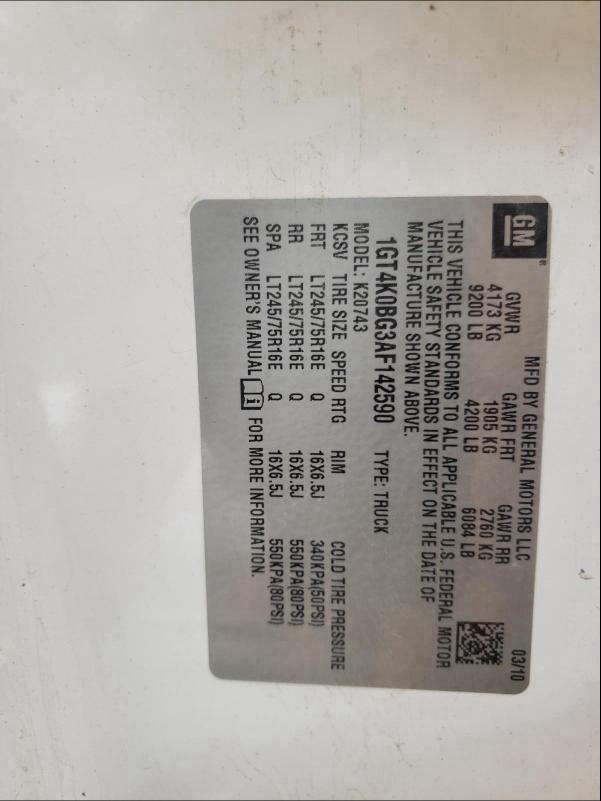 GM®
MFD BY GENERAL MOTORS LLC 03/10
GVWR GAWR FRT GAWR RR
4173 KG 1905 KG 2760 KG
9200 LB 4200 LB 6084 LB
THIS VEHICLE CONFORMS TO ALL APPLICABLE U.S. FEDERAL MOTOR
VEHICLE SAFETY STANDARDS IN EFFECT ON THE DATE OF
MANUFACTURE SHOWN ABOVE.
1GT4K0BG3AF142590 TYPE: TRUCK
MODEL: K20743
KCSV TIRE SIZE SPEED RTG RIM COLD TIRE PRESSURE
FRT LT245/75R16E Q 16X6.5J 340KPA(50PSI)
RR LT245/75R16E Q 16X6.5J 550KPA(80PSI)
SPA LT245/75R16E Q 16X6.5J 550KPA(80PSI)
SEE OWNER'S MANUAL i FOR MORE INFORMATION.